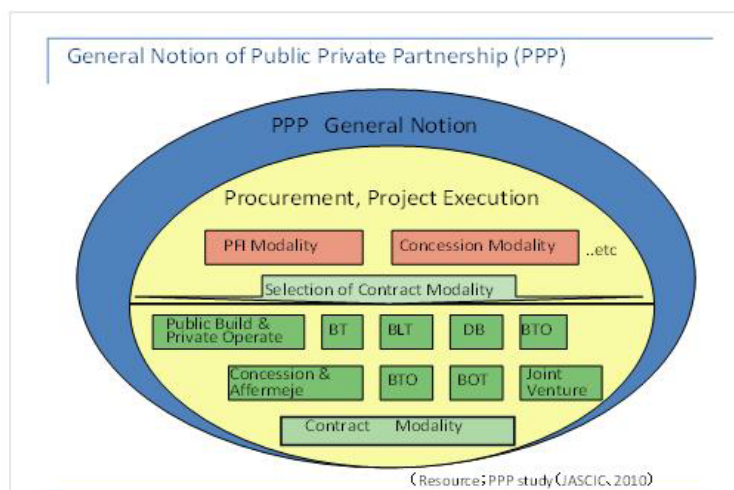 General Notion of Public Private Partnership (PPP)
PPP General Notion
Procurement, Project Execution
PFI Modality
Concession Modality
..etc
Selection of Contract Modality
Public Build &
Private Operate
BT
BLT
DB
BTO
Concession &
Affermeje
BTO
BOT
Joint
Venture
Contract Modality
(Resource;PPP study(JASCIC、2010)